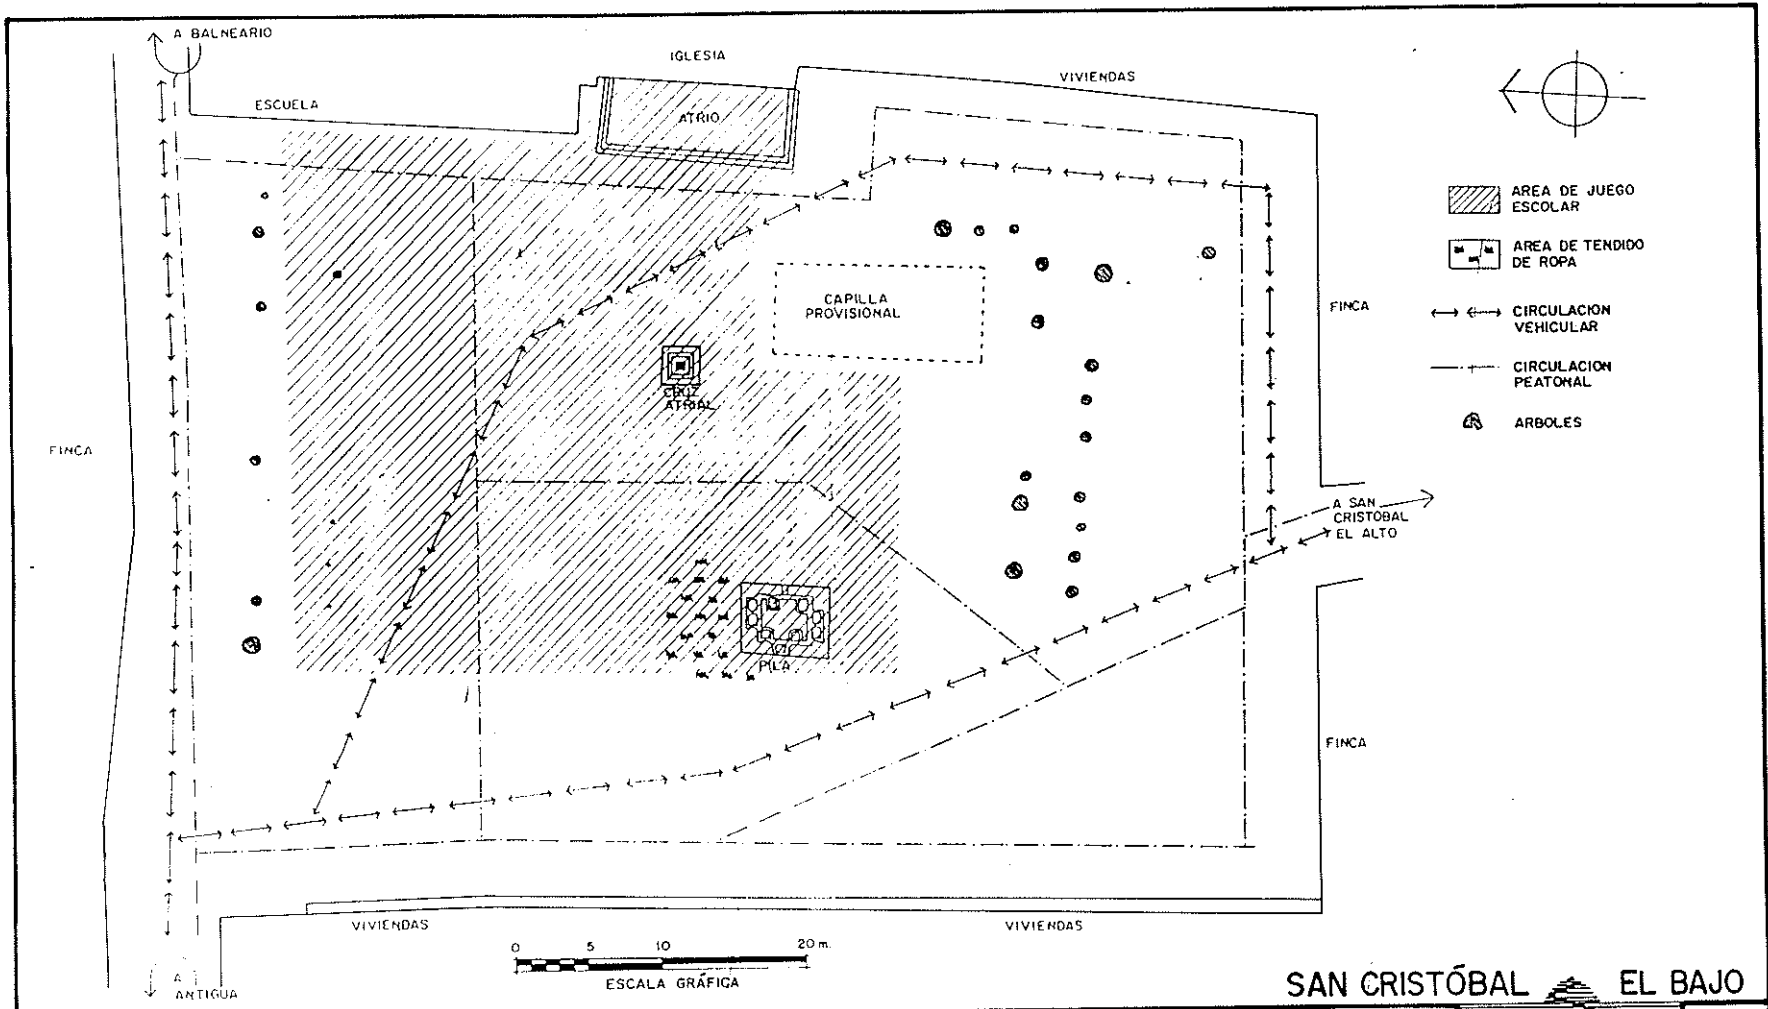 A BALNEARIO
IGLESIA
VIVIENDAS
ESCUELA
ATRIO
AREA DE JUEGO
ESCOLAR
AREA DE TENDIDO
DE ROPA
CAPILLA
PROVISIONAL
FINCA
CIRCULACION
VEHICULAR
CIRCULACION
PEATONAL
CRUZ
ATRIAL
ARBOLES
FINCA
A SAN
CRISTOBAL
EL ALTO
PILA
FINCA
VIVIENDAS
VIVIENDAS
0 5 10 20 m.
ESCALA GRÁFICA
A
ANTIGUA
SAN CRISTÓBAL EL BAJO